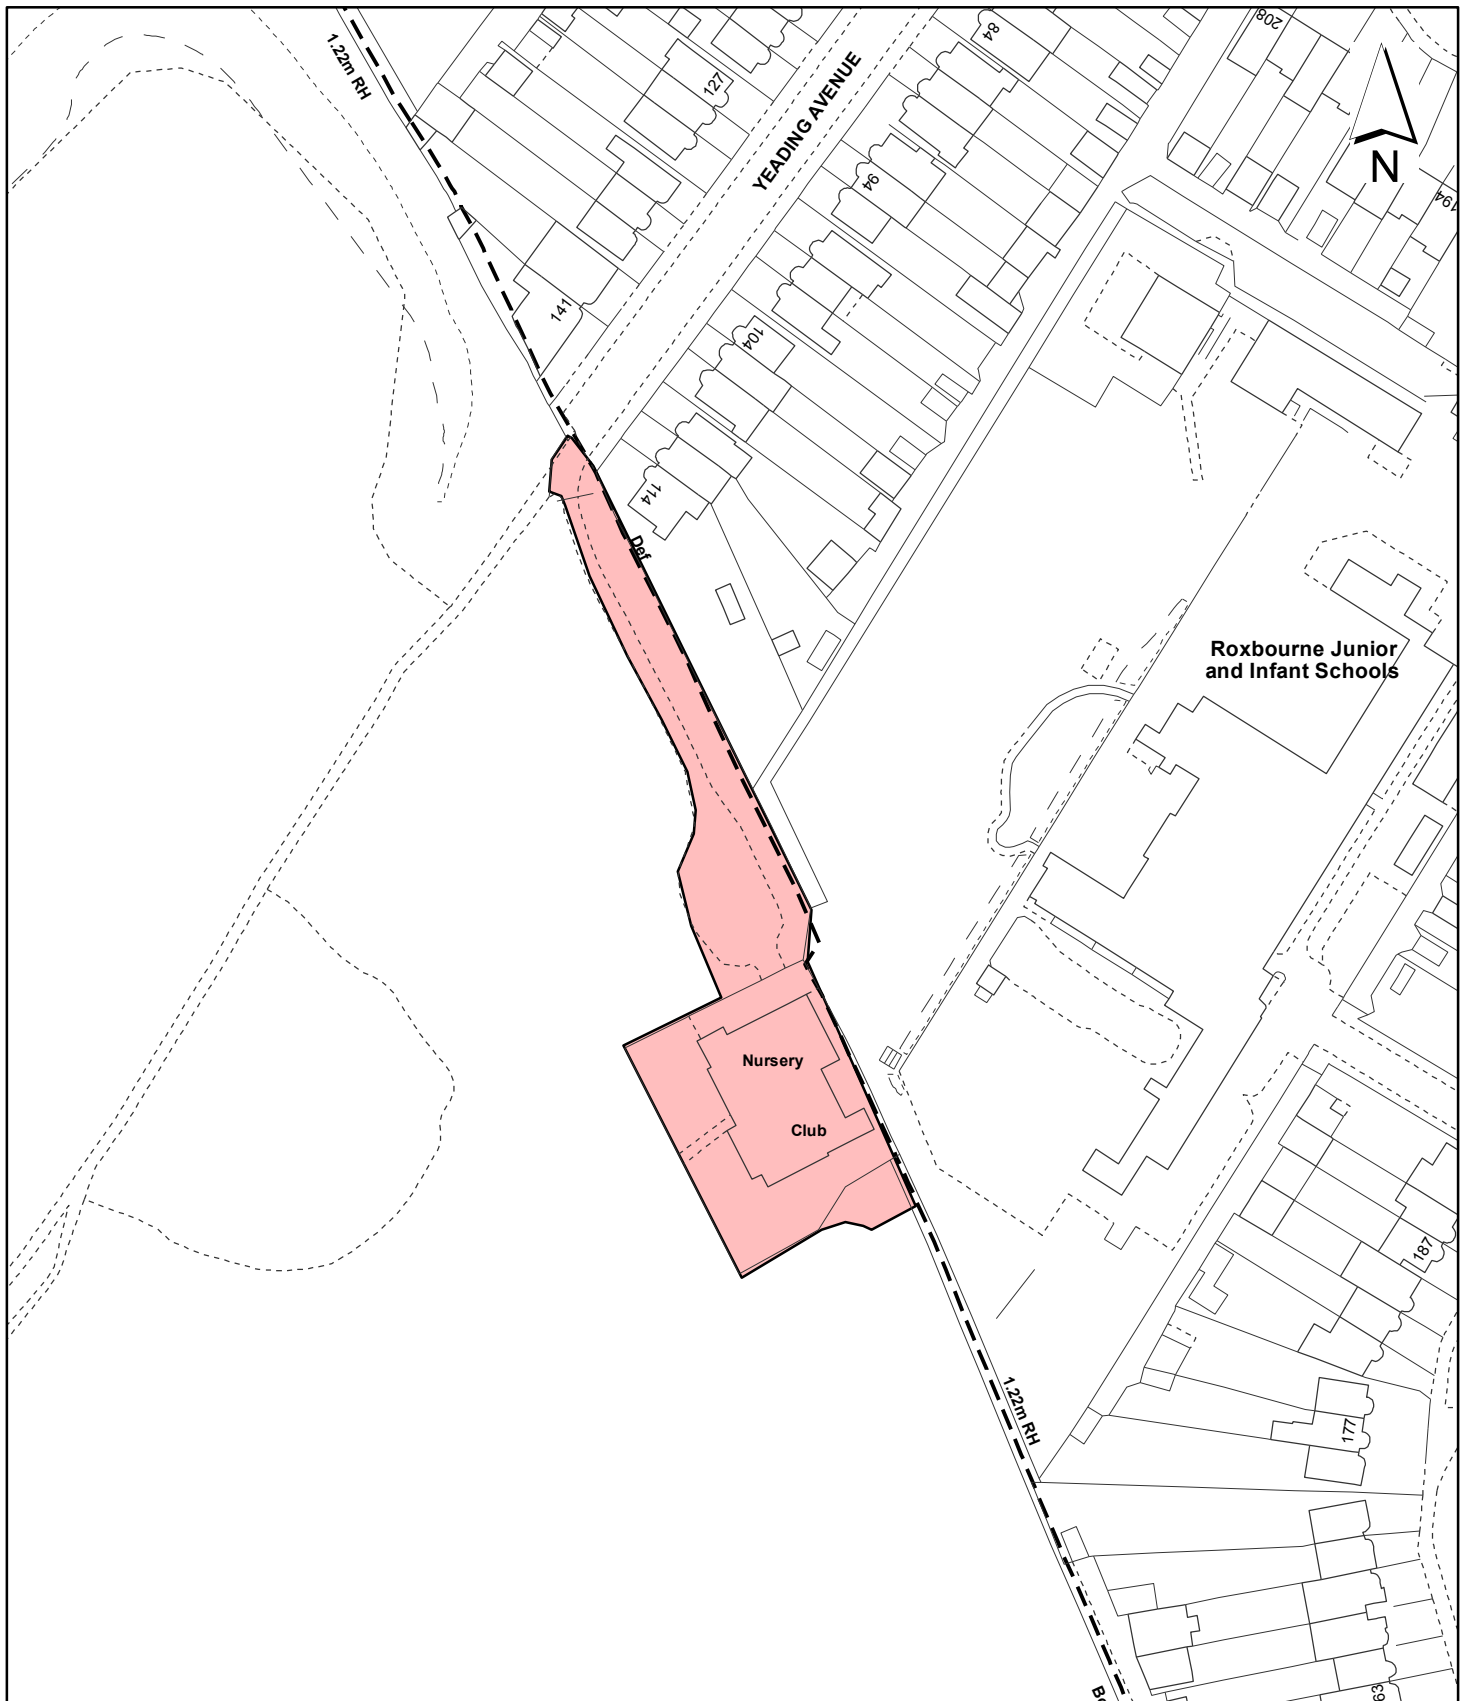 208
84
1.22m RH
127
YEADING AVENUE
N
94
194
141
104
114
Def
Roxbourne Junior
and Infant Schools
Nursery
Club
187
1.22m RH
177
63